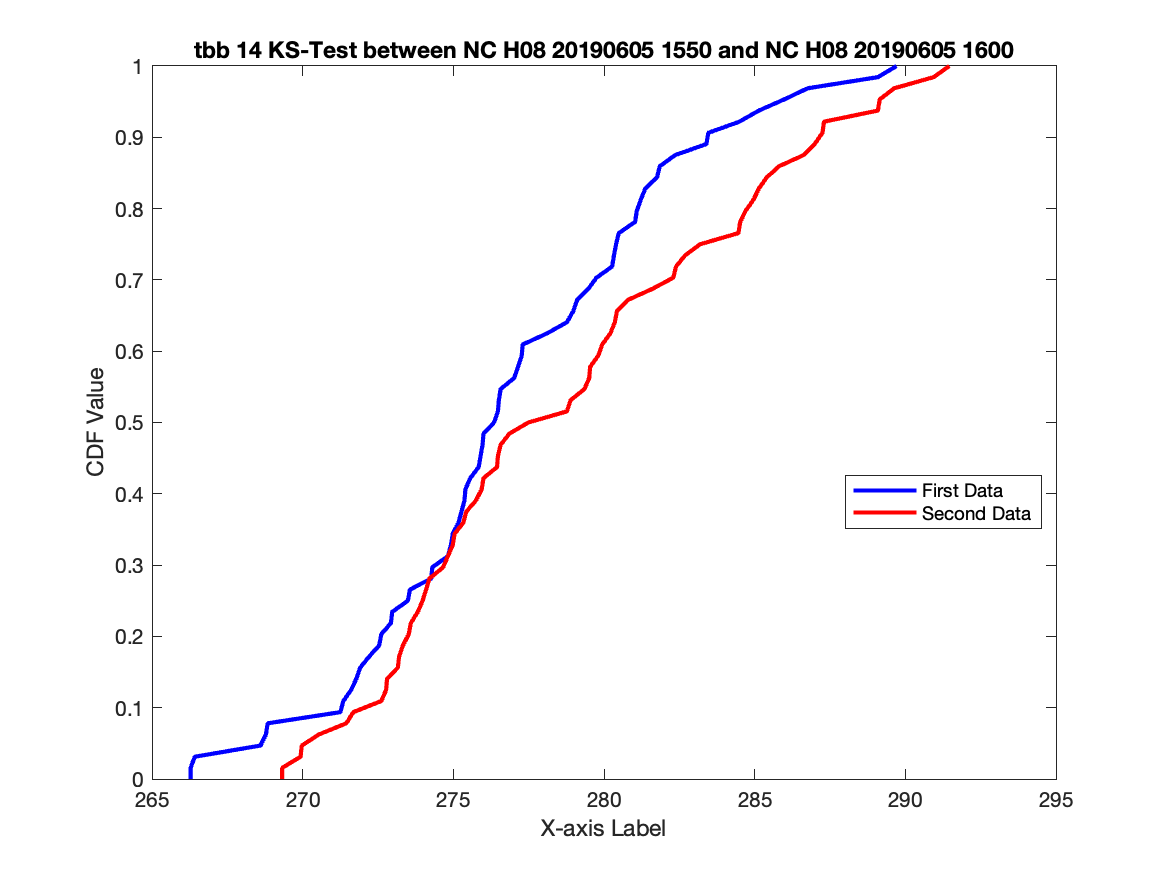 tbb 14 KS-Test between NC H08 20190605 1550 and NC H08 20190605 1600
1
0.9
0.8
0.7
0.6
0.5
0.4
0.3
0.2
0.1
0
CDF Value
First Data
Second Data
265 270 275 280 285 290 295
X-axis Label